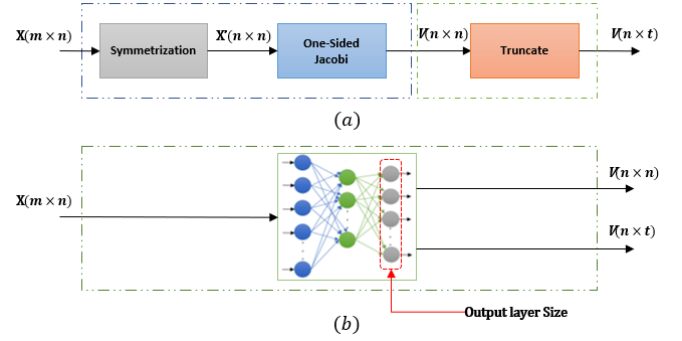 X(m × n)
Symmetrization
X'(n × n)
One-Sided
Jacobi
V(n × n)
Truncate
V(n × t)
(a)
X(m × n)
V(n × n)
V(n × t)
Output layer Size
(b)